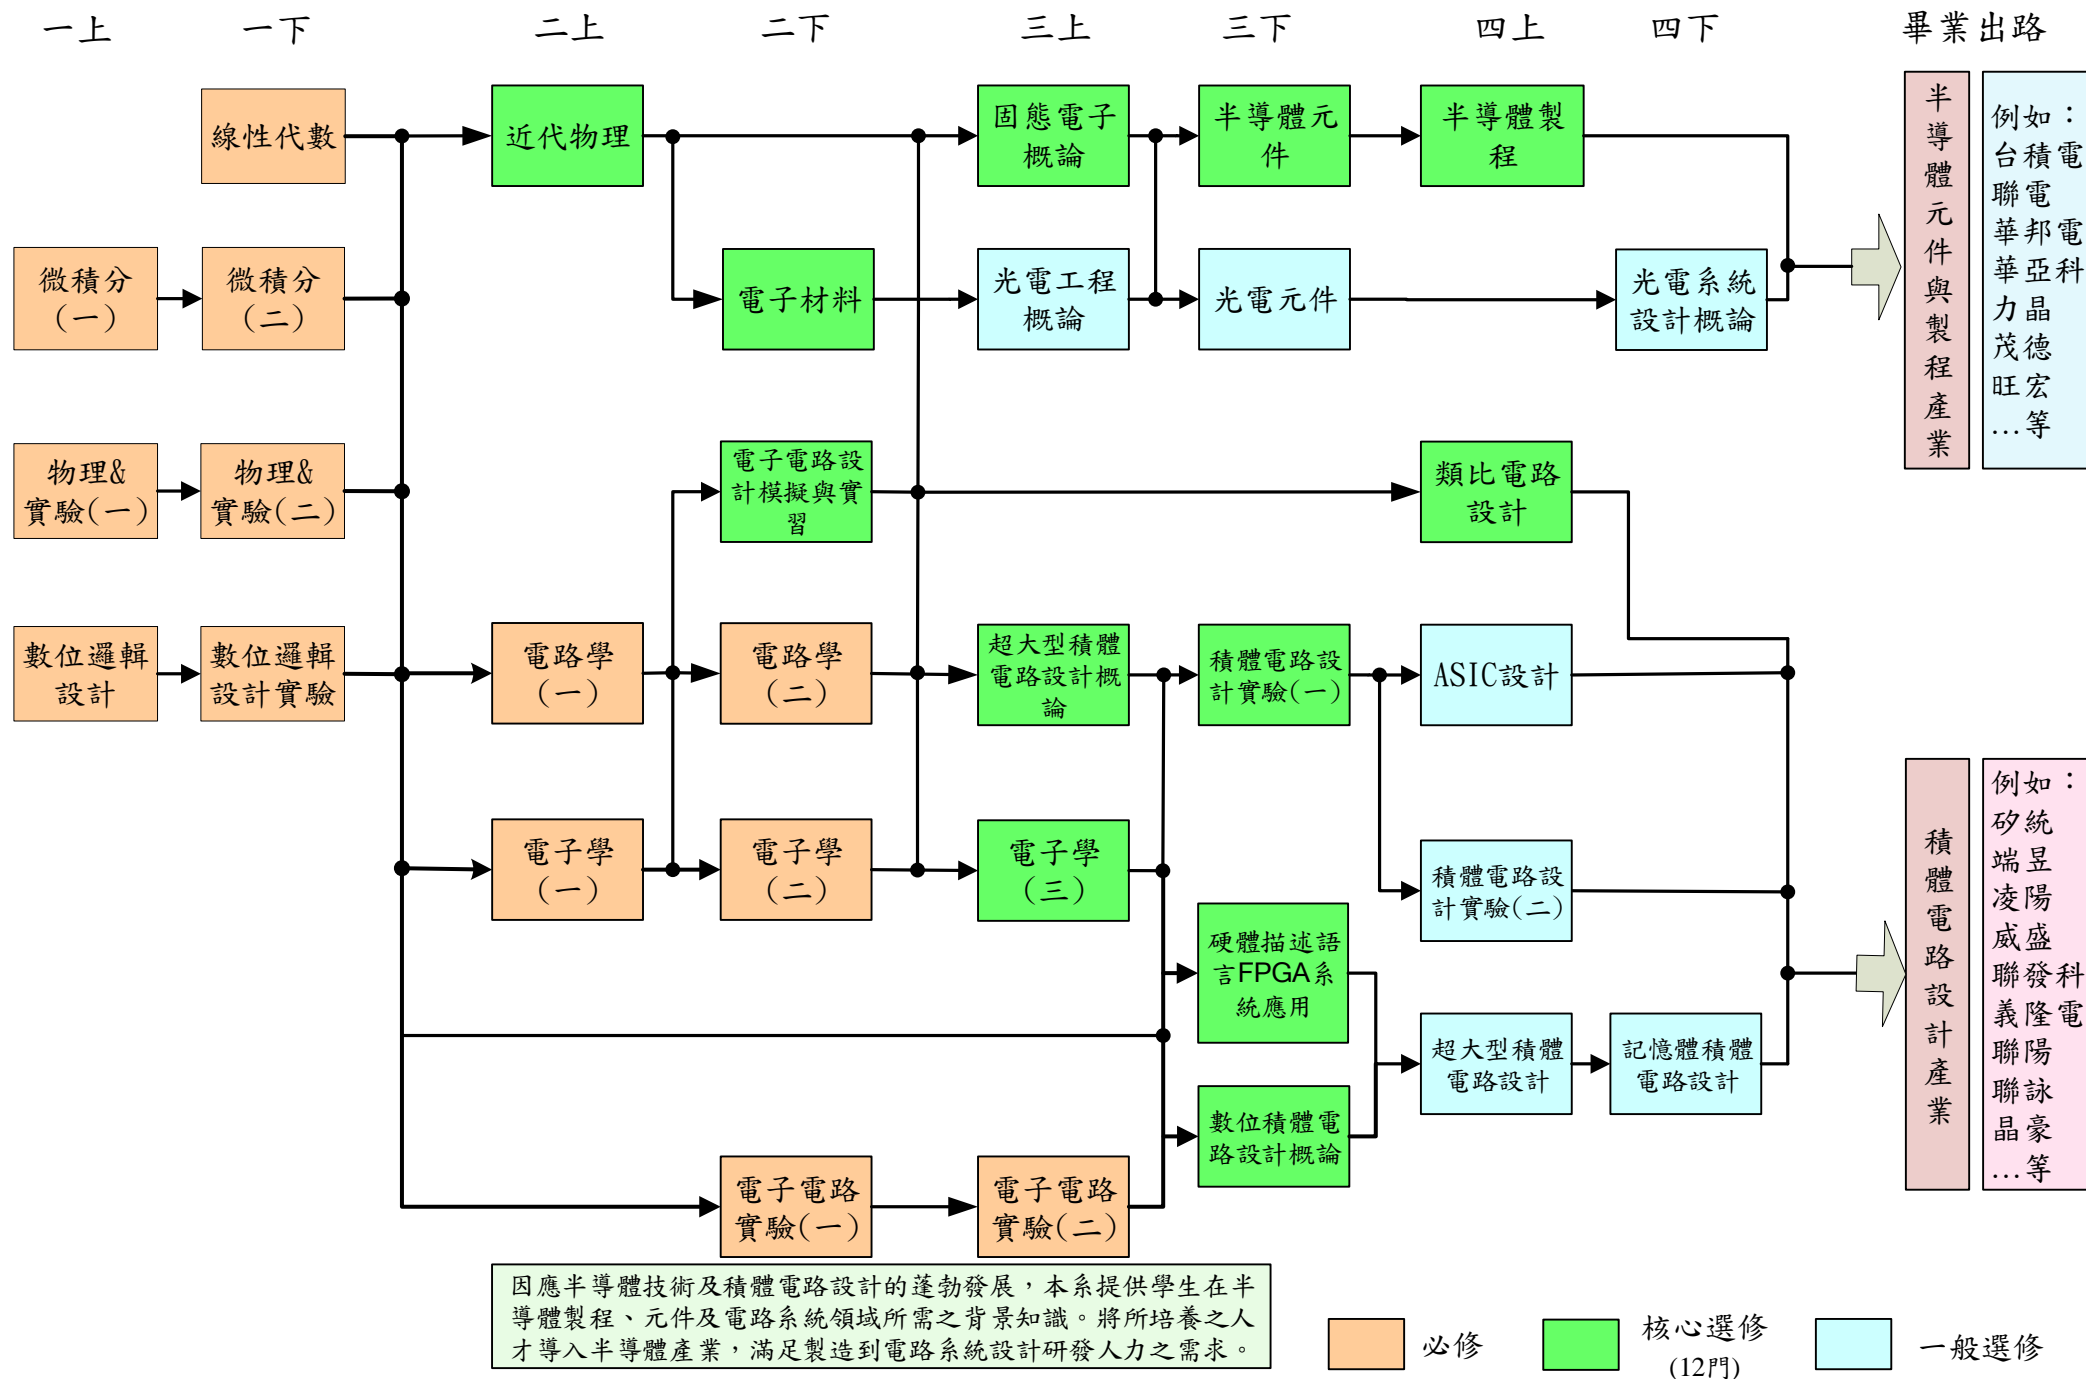 一上
一下
二上
二下
三上
三下
四上
四下
畢業出路
線性代數
近代物理
固態電子
概論
半導體元
件
半導體製
程
微積分
(一)
微積分
(二)
電子材料
光電工程
概論
光電元件
光電系統
設計概論
物理&
實驗(一)
物理&
實驗(二)
電子電路設
計模擬與實
習
類比電路
設計
數位邏輯
設計
數位邏輯
設計實驗
電路學
(一)
電路學
(二)
超大型積體
電路設計概
論
積體電路設
計實驗(一)
ASIC設計
電子學
(一)
電子學
(二)
電子學
(三)
積體電路設
計實驗(二)
硬體描述語
言FPGA系
統應用
超大型積體
電路設計
記憶體積體
電路設計
數位積體電
路設計概論
電子電路
實驗(一)
電子電路
實驗(二)
半導體元件與製程產業
例如：
台積電
聯電
華邦電
華亞科
力晶
茂德
旺宏
…等
積體電路設計產業
例如：
矽統
端昱
凌陽
威盛
聯發科
義隆電
聯陽
聯詠
晶豪
…等
因應半導體技術及積體電路設計的蓬勃發展，本系提供學生在半
導體製程、元件及電路系統領域所需之背景知識。將所培養之人
才導入半導體產業，滿足製造到電路系統設計研發人力之需求。
必修
核心選修
(12門)
一般選修